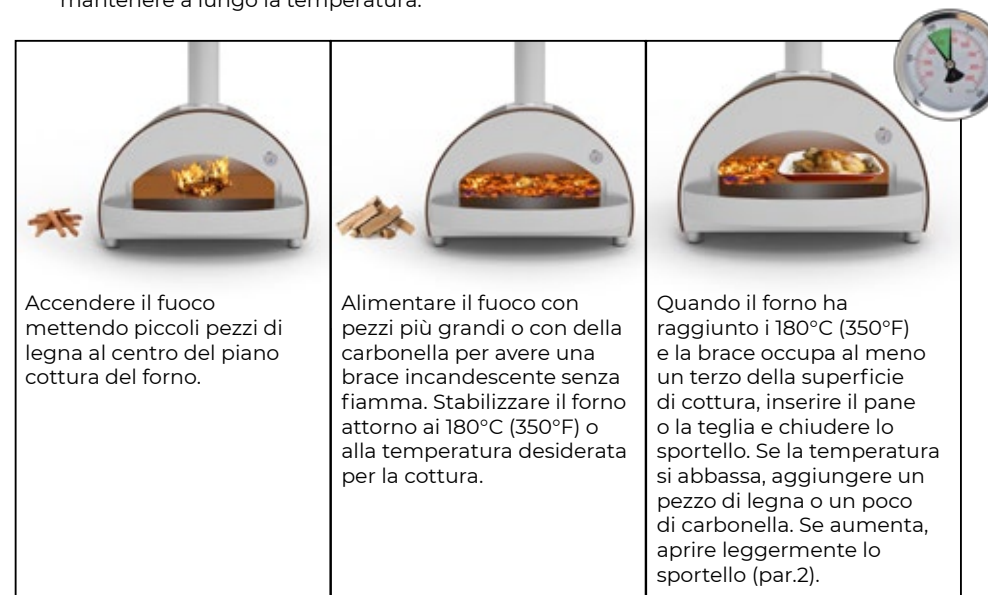 mantenere a lungo la temperatura.
Accendere il fuoco
mettendo piccoli pezzi di
legna al centro del piano
cottura del forno.
Alimentare il fuoco con
pezzi più grandi o con della
carbonella per avere una
brace incandescente senza
fiamma. Stabilizzare il forno
attorno ai 180°C (350°F) o
alla temperatura desiderata
per la cottura.
Quando il forno ha
raggiunto i 180°C (350°F)
e la brace occupa al meno
un terzo della superficie
di cottura, inserire il pane
o la teglia e chiudere lo
sportello. Se la temperatura
si abbassa, aggiungere un
pezzo di legna o un poco
di carbonella. Se aumenta,
aprire leggermente lo
sportello (par.2).